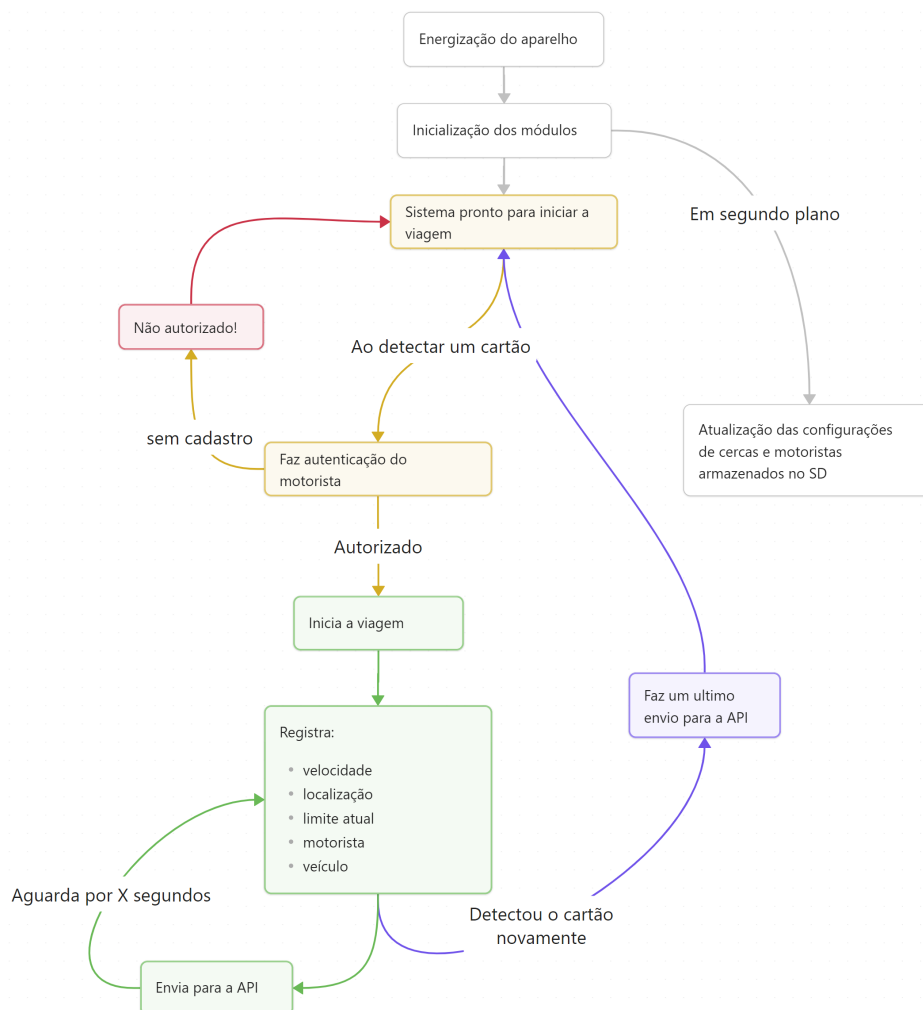 Energização do aparelho
Inicialização dos módulos
Sistema pronto para iniciar a
viagem
Em segundo plano
Não autorizado!
Ao detectar um cartão
sem cadastro
Atualização das configurações
de cercas e motoristas
armazenados no SD
Faz autenticação do
motorista
Autorizado
Inicia a viagem
Faz um ultimo
envio para a API
Registra:
velocidade
localização
limite atual
motorista
veículo
Aguarda por X segundos
Detectou o cartão
novamente
Envia para a API